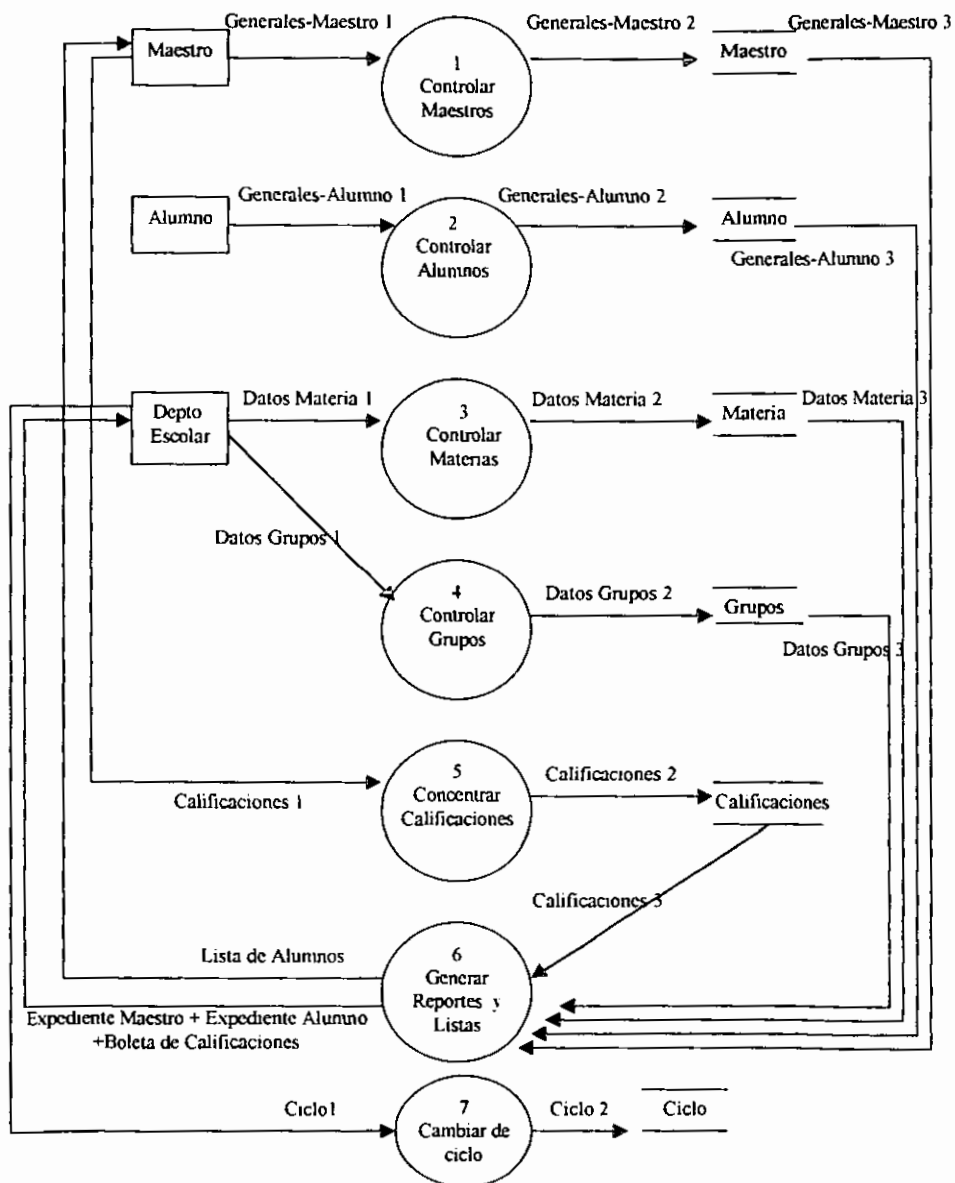 Generales-Maestro 1
Generales-Maestro 2
Generales-Maestro 3
Maestro
1
Controlar
Maestros
Maestro
Generales-Alumno 1
Generales-Alumno 2
Alumno
2
Controlar
Alumnos
Alumno
Generales-Alumno 3
Depto
Escolar
Datos Materia 1
3
Controlar
Materias
Datos Materia 2
Materia
Datos Materia 3
Datos Grupos 1
4
Controlar
Grupos
Datos Grupos 2
Grupos
Datos Grupos 3
Calificaciones 1
5
Concentrar
Calificaciones
Calificaciones 2
Calificaciones
Calificaciones 3
Lista de Alumnos
6
Generar
Reportes y
Listas
Expediente Maestro + Expediente Alumno
+Boleta de Calificaciones
Ciclo1
7
Cambiar de
ciclo
Ciclo 2
Ciclo